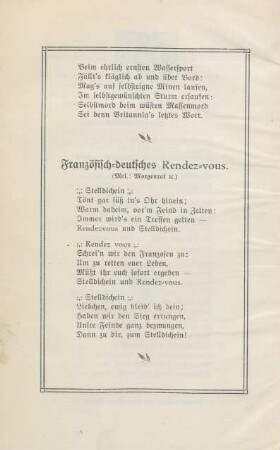 Beim ehrlich ernsten Wassersport
Fällt's kläglich ab und über Bord:
Mag's auf selbsteigne Minen laufen,
Im selbstgewünschten Sturm ersaufen:
Selbstmord beim wüsten Massenmord
Sei denn Britannia's letztes Wort.
Französisch-deutsches Rendez-vous.
(Mel.: Morgenrot ɪc.)
;,: Stelldichein ;,:
Tönt gar süß in's Ohr hinein;
Warm daheim, vor'm Feind in Zelten:
Immer wird's ein Treffen gelten —
Rendezvous und Stelldichein.
;,: Rendez vous ;,:
Schrei'n wir den Franzosen zu:
Um zu retten euer Leben,
Müßt ihr euch sofort ergeben —
Stelldichein und Rendez-vous.
;,: Stelldichein ;,:
Liebchen, ewig bleib' ich dein;
Haben wir den Sieg errungen,
Unsre Feinde ganz bezwungen,
Dann zu dir, zum Stelldichein!